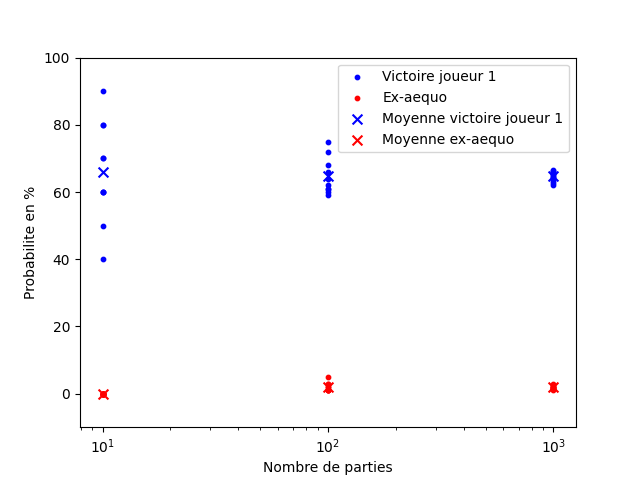 100
80
60
40
20
0
Probabilite en %
Victoire joueur 1
Ex-aequo
Moyenne victoire joueur 1
Moyenne ex-aequo
10¹ 10² 10³
Nombre de parties